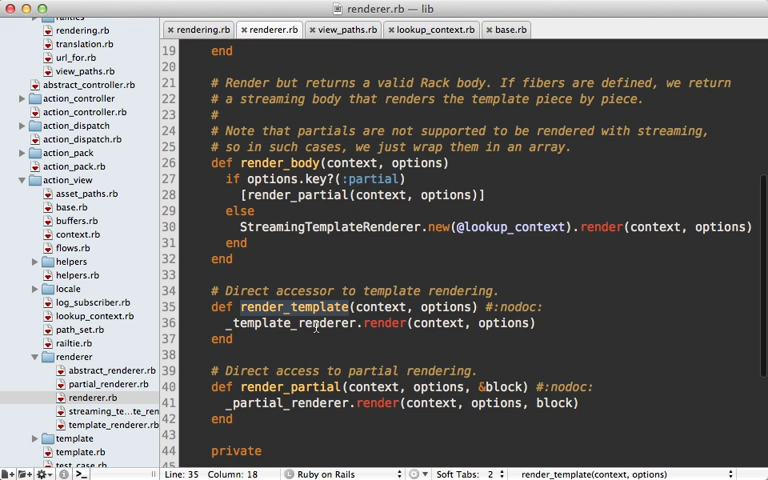 renderer.rb — lib
rendering.rb
renderer.rb
view_paths.rb
lookup_context.rb
base.rb
rendering.rb
translation.rb
url_for.rb
view_paths.rb
abstract_controller.rb
action_controller
action_controller.rb
action_dispatch
action_dispatch.rb
action_pack
action_pack.rb
action_view
asset_paths.rb
base.rb
buffers.rb
context.rb
flows.rb
helpers
helpers.rb
locale
log_subscriber.rb
lookup_context.rb
path_set.rb
railtie.rb
renderer
abstract_renderer.rb
partial_renderer.rb
renderer.rb
streaming_te…te_ren
template_renderer.rb
template
template.rb
test_case.rb
19 end
20
21 # Render but returns a valid Rack body. If fibers are defined, we return
22 # a streaming body that renders the template piece by piece.
23 #
24 # Note that partials are not supported to be rendered with streaming,
25 # so in such cases, we just wrap them in an array.
26 def render_body(context, options)
27 if options.key?(:partial)
28 [render_partial(context, options)]
29 else
30 StreamingTemplateRenderer.new(@lookup_context).render(context, options)
31 end
32 end
33
34 # Direct accessor to template rendering.
35 def render_template(context, options) #:nodoc:
36 _template_renderer.render(context, options)
37 end
38
39 # Direct access to partial rendering.
40 def render_partial(context, options, &block) #:nodoc:
41 _partial_renderer.render(context, options, block)
42 end
43
44 private
Line: 35 Column: 18 Ruby on Rails Soft Tabs: 2 render_template(context, options)